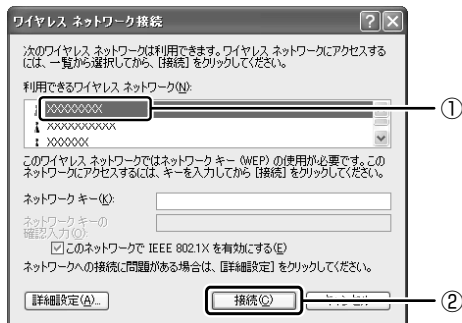 ワイヤレス ネットワーク接続
次のワイヤレス ネットワークは利用できます。ワイヤレス ネットワークにアクセスする
には、一覧から選択してから、[接続] をクリックしてください。
利用できるワイヤレス ネットワーク(N):
XXXXXXXX
①
XXXXXXXXXX
XXXXXX
このワイヤレス ネットワークではネットワーク キー (WEP) の使用が必要です。この
ネットワークにアクセスするには、キーを入力してから [接続] をクリックしてください。
ネットワーク キー(K):
ネットワーク キーの
確認入力(O):
このネットワークで IEEE 802.1X を有効にする(E)
ネットワークへの接続に問題がある場合は、[詳細設定] をクリックしてください。
詳細設定(A)...
接続(C)
キャンセル
②